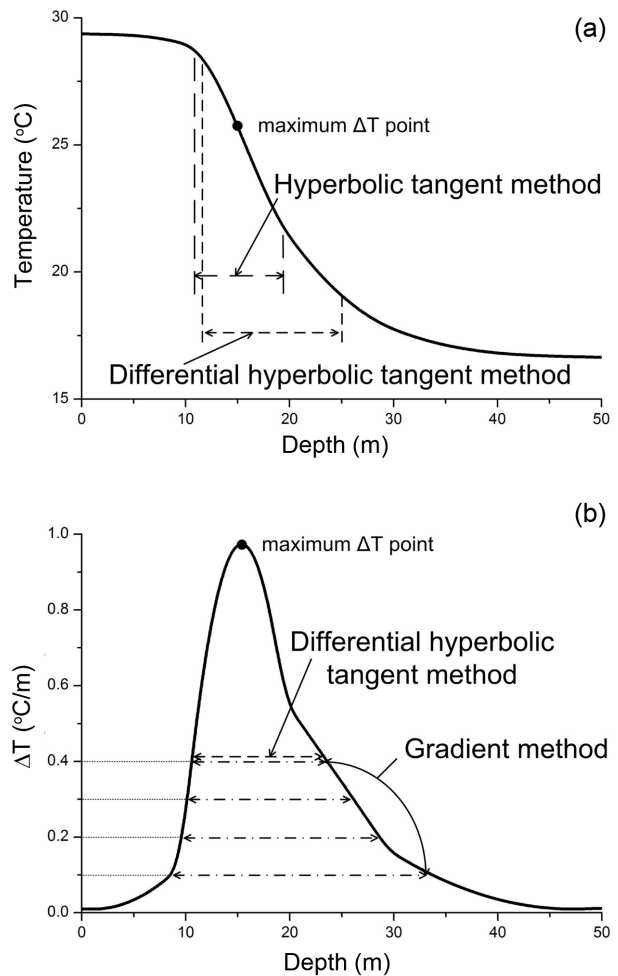 (a)
30
25
20
15
Temperature (°C)
maximum ΔT point
Hyperbolic tangent method
Differential hyperbolic tangent method
0 10 20 30 40 50
Depth (m)
(b)
1.0
0.8
0.6
0.4
0.2
0.0
ΔT (°C/m)
maximum ΔT point
Differential hyperbolic
tangent method
Gradient method
0 10 20 30 40 50
Depth (m)